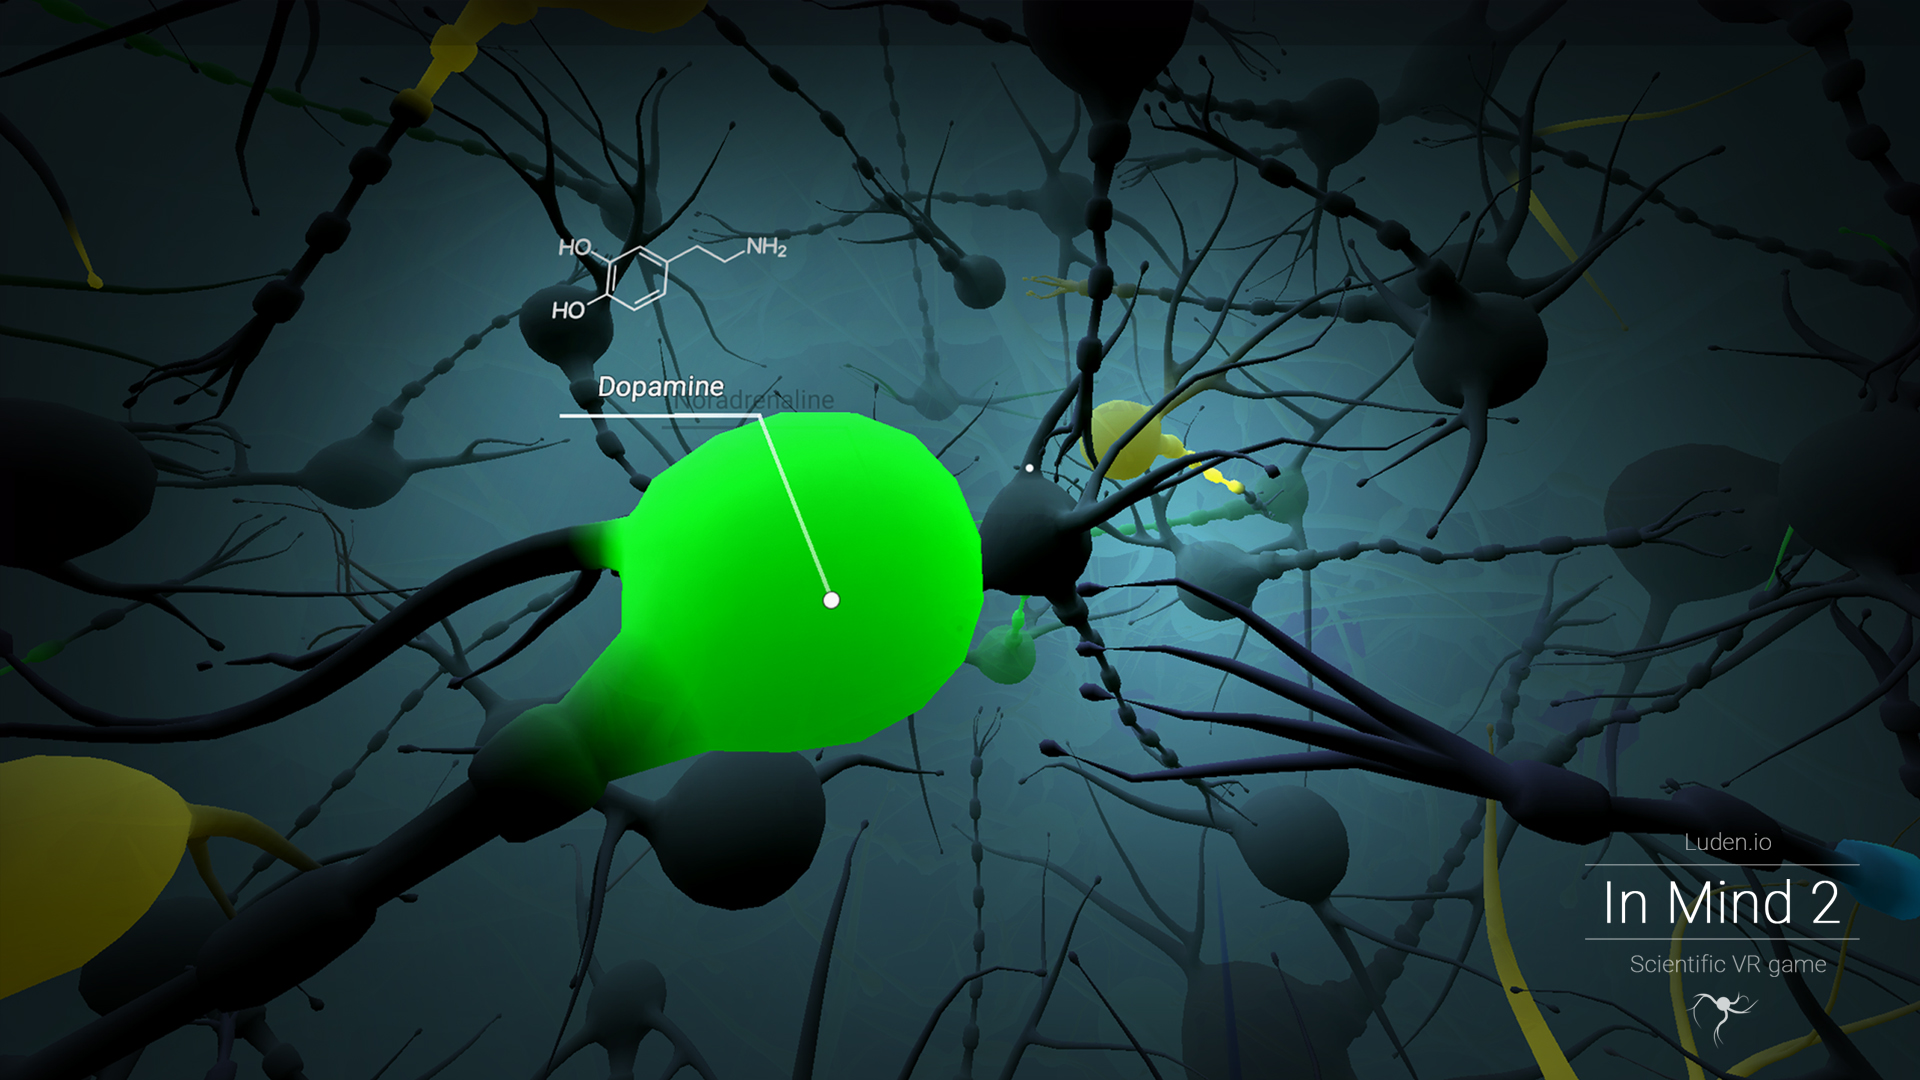 HO
NH2
HO
Dopamine
Noradrenaline
Luden.io
In Mind 2
Scientific VR game